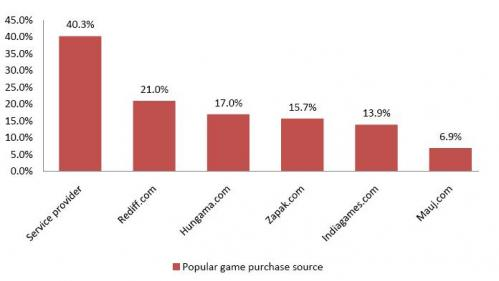 45.0%
40.0%
35.0%
30.0%
25.0%
20.0%
15.0%
10.0%
5.0%
0.0%
40.3%
21.0%
17.0%
15.7%
13.9%
6.9%
Service provider
Rediff.com
Hungama.com
Zapak.com
Indiagames.com
Mauj.com
Popular game purchase source